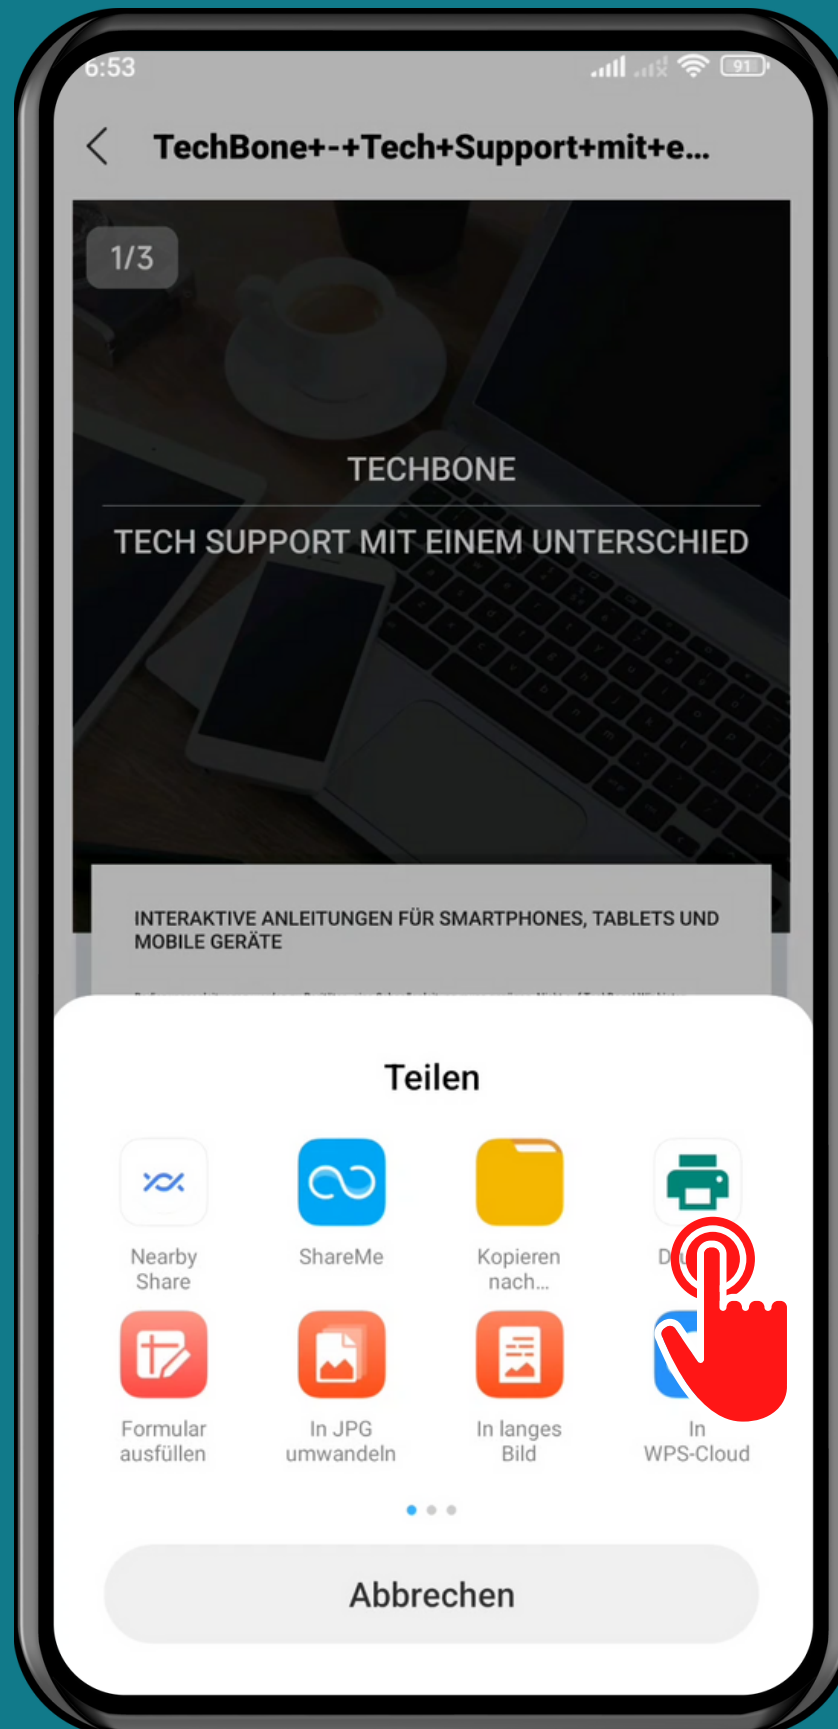 6:53
91
TechBone+-+Tech+Support+mit+e...
1/3
TECHBONE
TECH SUPPORT MIT EINEM UNTERSCHIED
INTERAKTIVE ANLEITUNGEN FÜR SMARTPHONES, TABLETS UND
MOBILE GERÄTE
Teilen
Nearby
Share
ShareMe
Kopieren
nach...
Formular
ausfüllen
In JPG
umwandeln
In langes
Bild
In
WPS-Cloud
Abbrechen